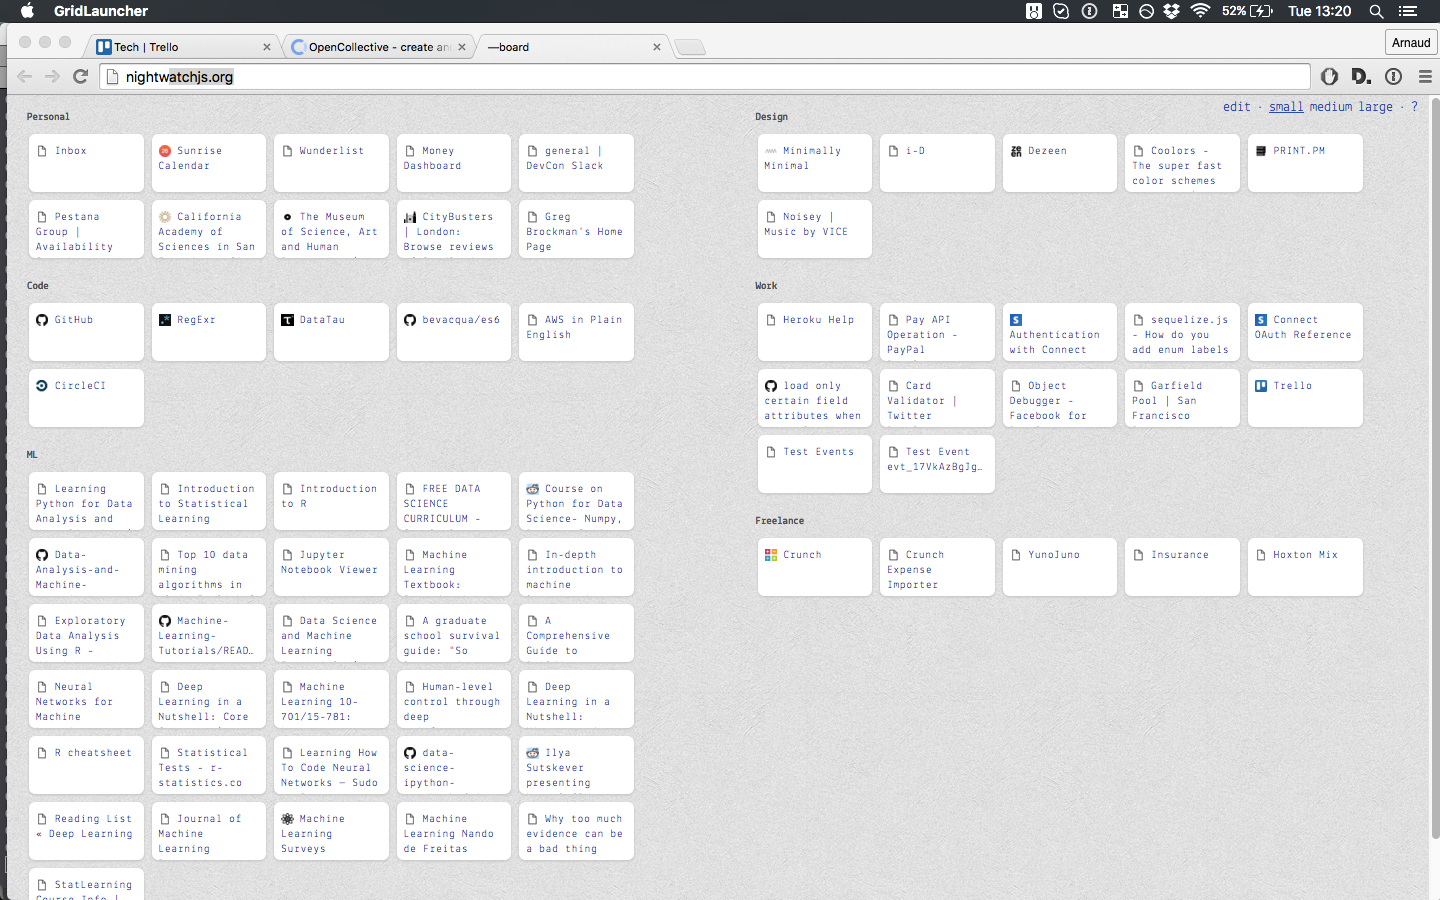 GridLauncher
52%
Tue 13:20
Tech | Trello
OpenCollective - create an
—board
Arnaud
nightwatchjs.org
edit · small medium large · ?
Personal
Inbox
Sunrise
Calendar
Wunderlist
Money
Dashboard
general |
DevCon Slack
Pestana
Group |
Availability
California
Academy of
Sciences in San
The Museum
of Science, Art
and Human
CityBusters
| London:
Browse reviews
Greg
Brockman's Home
Page
Code
GitHub
RegExr
DataTau
bevacqua/es6
AWS in Plain
English
CircleCI
ML
Learning
Python for Data
Analysis and
Introduction
to Statistical
Learning
Introduction
to R
FREE DATA
SCIENCE
CURRICULUM -
Course on
Python for Data
Science- Numpy,
Data-
Analysis-and-
Machine-
Top 10 data
mining
algorithms in
Jupyter
Notebook Viewer
Machine
Learning
Textbook:
In-depth
introduction to
machine
Exploratory
Data Analysis
Using R -
Machine-
Learning-
Tutorials/READ…
Data Science
and Machine
Learning
A graduate
school survival
guide: "So
A
Comprehensive
Guide to
Neural
Networks for
Machine
Deep
Learning in a
Nutshell: Core
Machine
Learning 10-
701/15-781:
Human-level
control through
deep
Deep
Learning in a
Nutshell:
R cheatsheet
Statistical
Tests - r-
statistics.co
Learning How
To Code Neural
Networks — Sudo
data-
science-
ipython-
Ilya
Sutskever
presenting
Reading List
« Deep Learning
Journal of
Machine
Learning
Machine
Learning
Surveys
Machine
Learning Nando
de Freitas
Why too much
evidence can be
a bad thing
StatLearning
Course Info |
Design
Minimally
Minimal
i-D
Dezeen
Coolors -
The super fast
color schemes
PRINT.PM
Noisey |
Music by VICE
Work
Heroku Help
Pay API
Operation -
PayPal
Authentication
with Connect
sequelize.js
- How do you
add enum labels
Connect
OAuth Reference
load only
certain field
attributes when
Card
Validator |
Twitter
Object
Debugger -
Facebook for
Garfield
Pool | San
Francisco
Trello
Test Events
Test Event
evt_17VkAzBgJg…
Freelance
Crunch
Crunch
Expense
Importer
YunoJuno
Insurance
Hoxton Mix